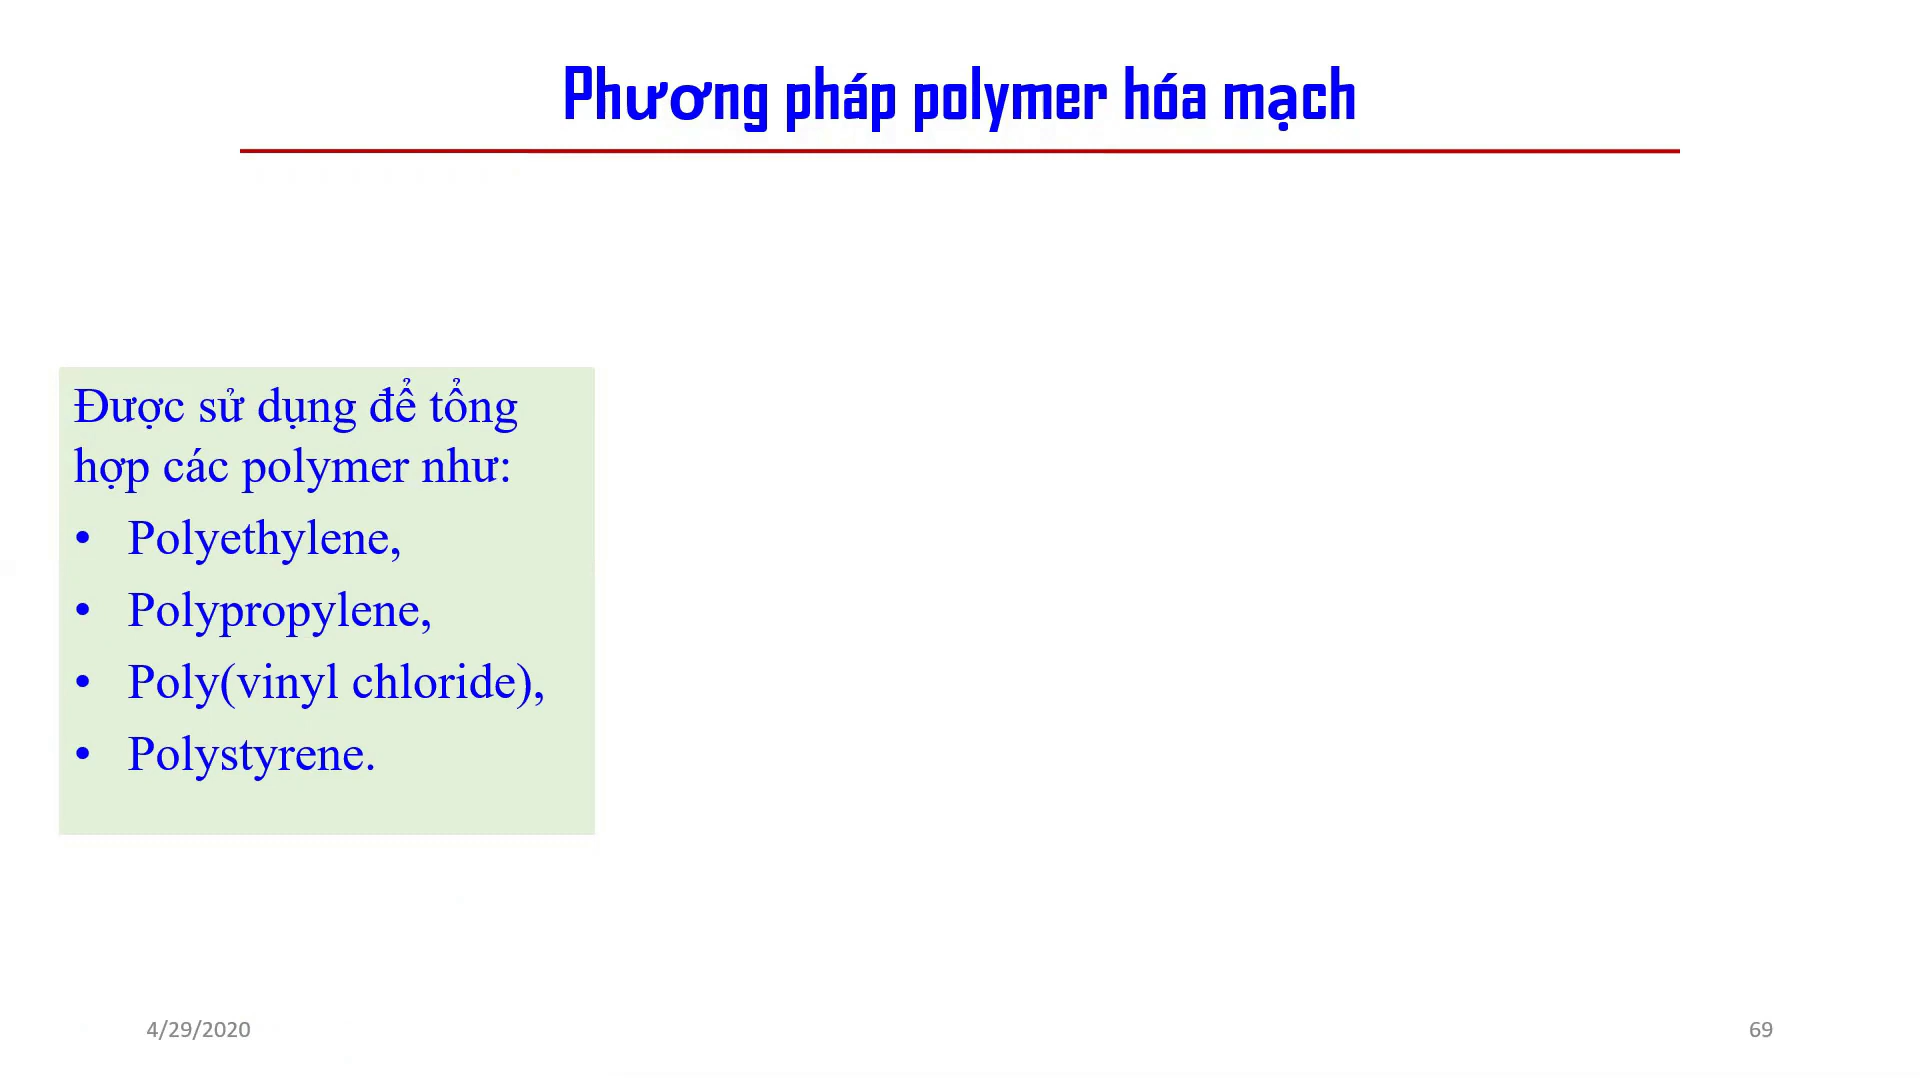 Phương pháp polymer hóa mạch
Được sử dụng để tổng
hợp các polymer như:
• Polyethylene,
• Polypropylene,
• Poly(vinyl chloride),
• Polystyrene.
4/29/2020
69